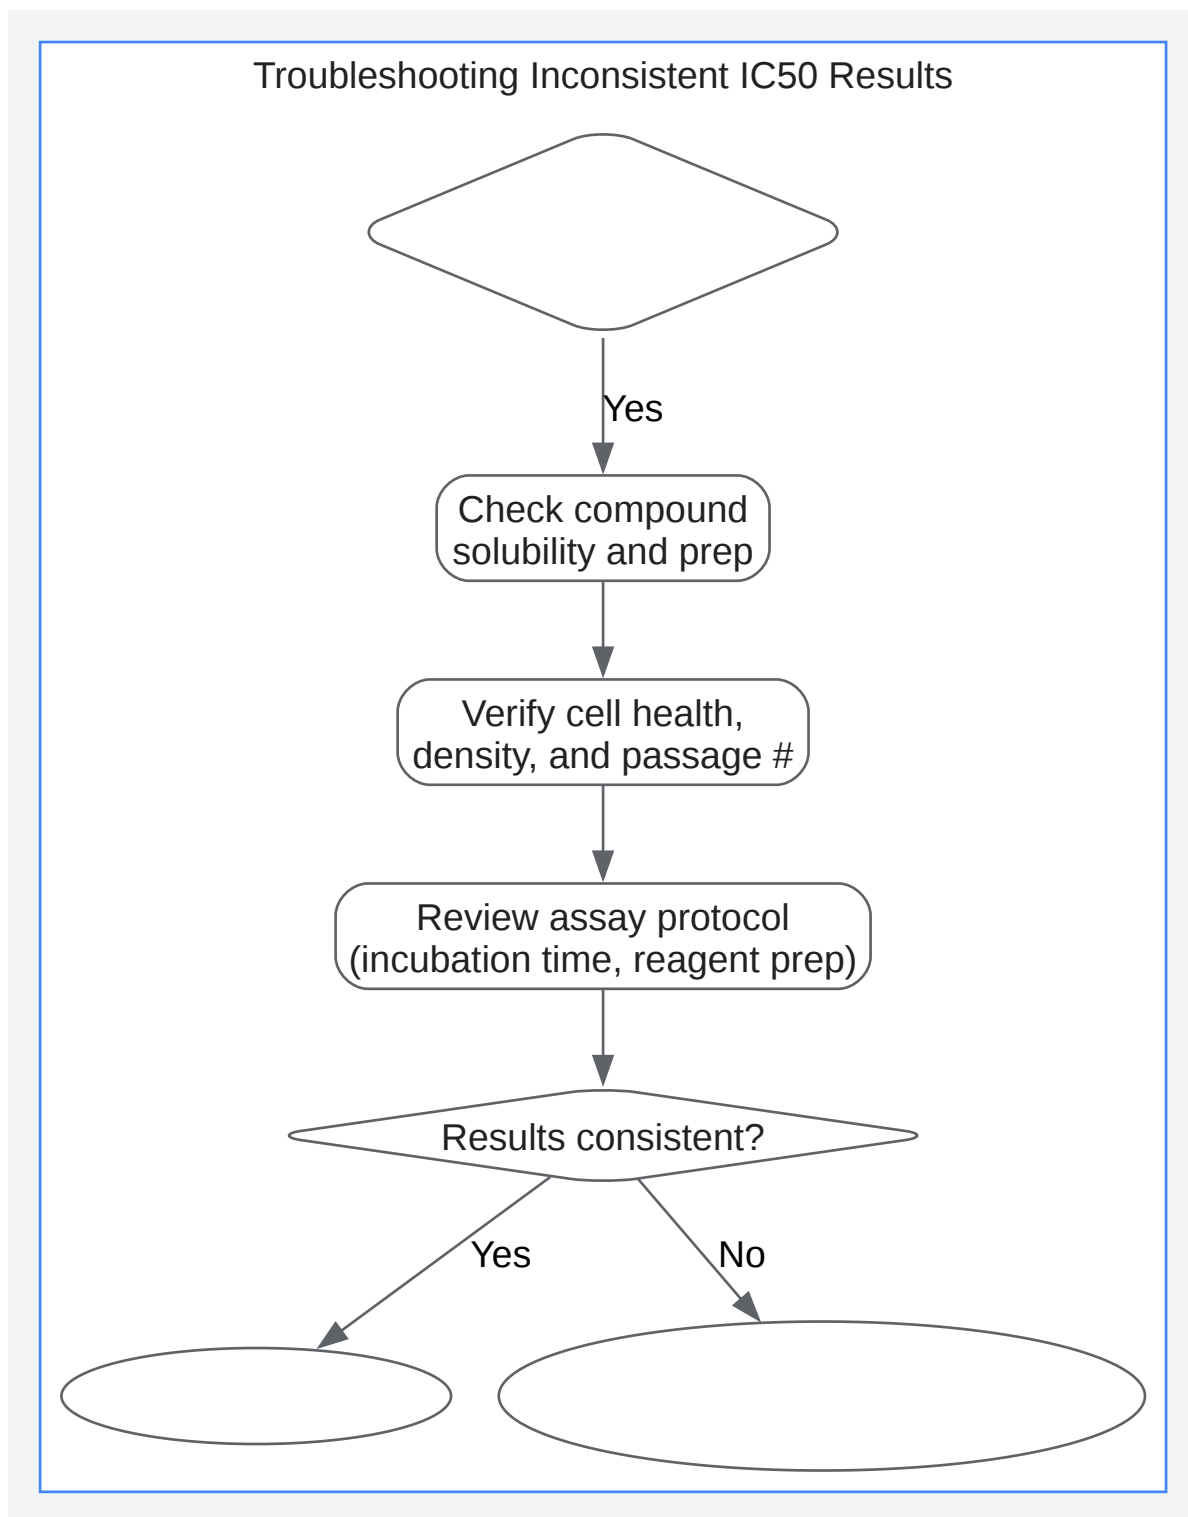 Troubleshooting Inconsistent IC50 Results
Yes
Check compound
solubility and prep
Verify cell health,
density, and passage #
Review assay protocol
(incubation time, reagent prep)
Results consistent?
Yes
No